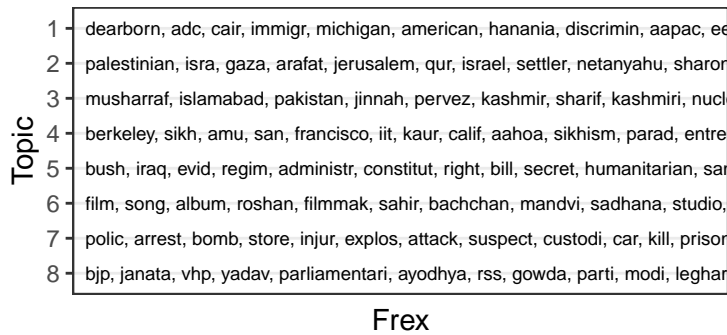 1 dearborn, adc, cair, immigr, michigan, american, hanania, discrimin, aapac,
2 palestinian, isra, gaza, arafat, jerusalem, qur, israel, settler, netanyahu, sharon
3 musharraf, islamabad, pakistan, jinnah, pervez, kashmir, sharif, kashmiri,
4 berkeley, sikh, amu, san, francisco, iit, kaur, calif, aahoa, sikhism, parad,
5 bush, iraq, evid, regim, administr, constitut, right, bill, secret, humanitarian,
6 film, song, album, roshan, filmmak, sahir, bachchan, mandvi, sadhana, studio,
7 polic, arrest, bomb, store, injur, explos, attack, suspect, custodi, car, kill, prison
8 bjp, janata, vhp, yadav, parliamentari, ayodhya, rss, gowda, parti, modi,
Topic
Frex